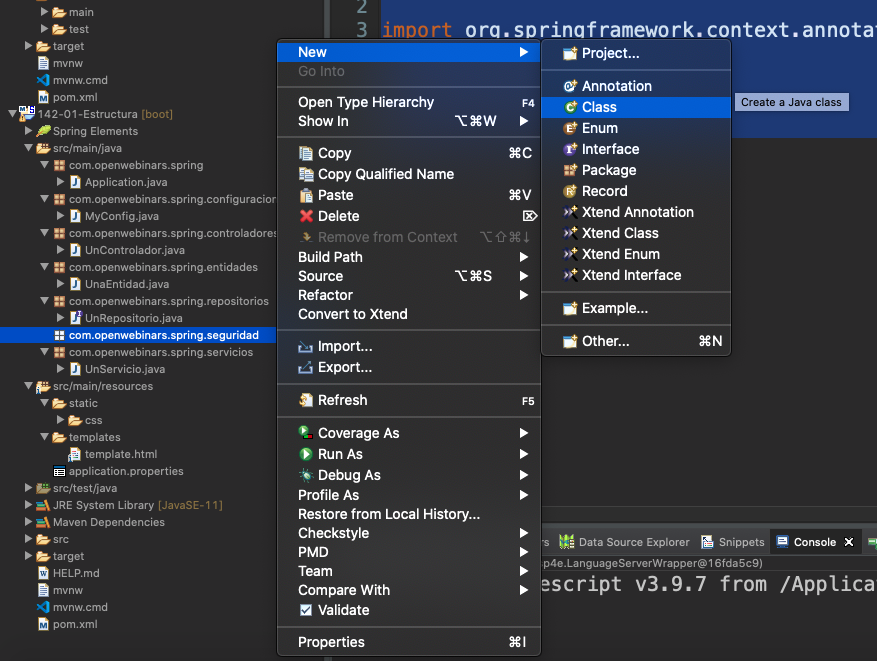 main
test
target
mvnw
mvnw.cmd
pom.xml
142-01-Estructura [boot]
Spring Elements
src/main/java
com.openwebinars.spring
Application.java
com.openwebinars.spring.configuracion
MyConfig.java
com.openwebinars.spring.controladores
UnControlador.java
com.openwebinars.spring.entidades
UnaEntidad.java
com.openwebinars.spring.repositorios
UnRepositorio.java
com.openwebinars.spring.seguridad
com.openwebinars.spring.servicios
UnServicio.java
src/main/resources
static
css
templates
template.html
application.properties
src/test/java
JRE System Library [JavaSE-11]
Maven Dependencies
src
target
HELP.md
mvnw
mvnw.cmd
pom.xml
2
3 import org.springframework.context.annotat
New
Go Into
Open Type Hierarchy F4
Show In ⌥⌘W
Copy ⌘C
Copy Qualified Name
Paste ⌘V
Delete ⌦
Remove from Context ⌥⇧⌘↓
Build Path
Source ⌥⌘S
Refactor
Convert to Xtend
Import...
Export...
Refresh F5
Coverage As
Run As
Debug As
Profile As
Restore from Local History...
Checkstyle
PMD
Team
Compare With
Validate
Properties ⌘I
Project...
Annotation
Class
Enum
Interface
Package
Record
Xtend Annotation
Xtend Class
Xtend Enum
Xtend Interface
Example...
Other... ⌘N
Create a Java class
rs Data Source Explorer Snippets Console
sp4e.LanguageServerWrapper@16fda5c9)
escript v3.9.7 from /Applica